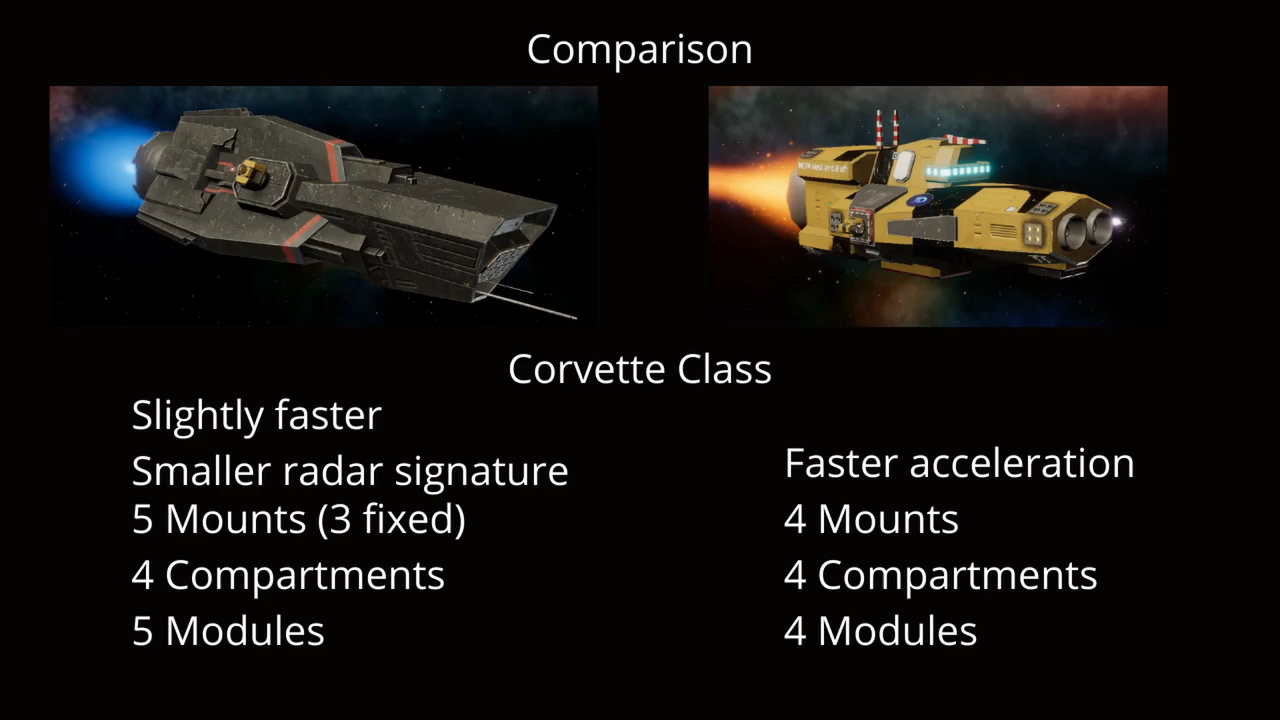 Comparison
Corvette Class
Slightly faster
Smaller radar signature
5 Mounts (3 fixed)
4 Compartments
5 Modules
Faster acceleration
4 Mounts
4 Compartments
4 Modules